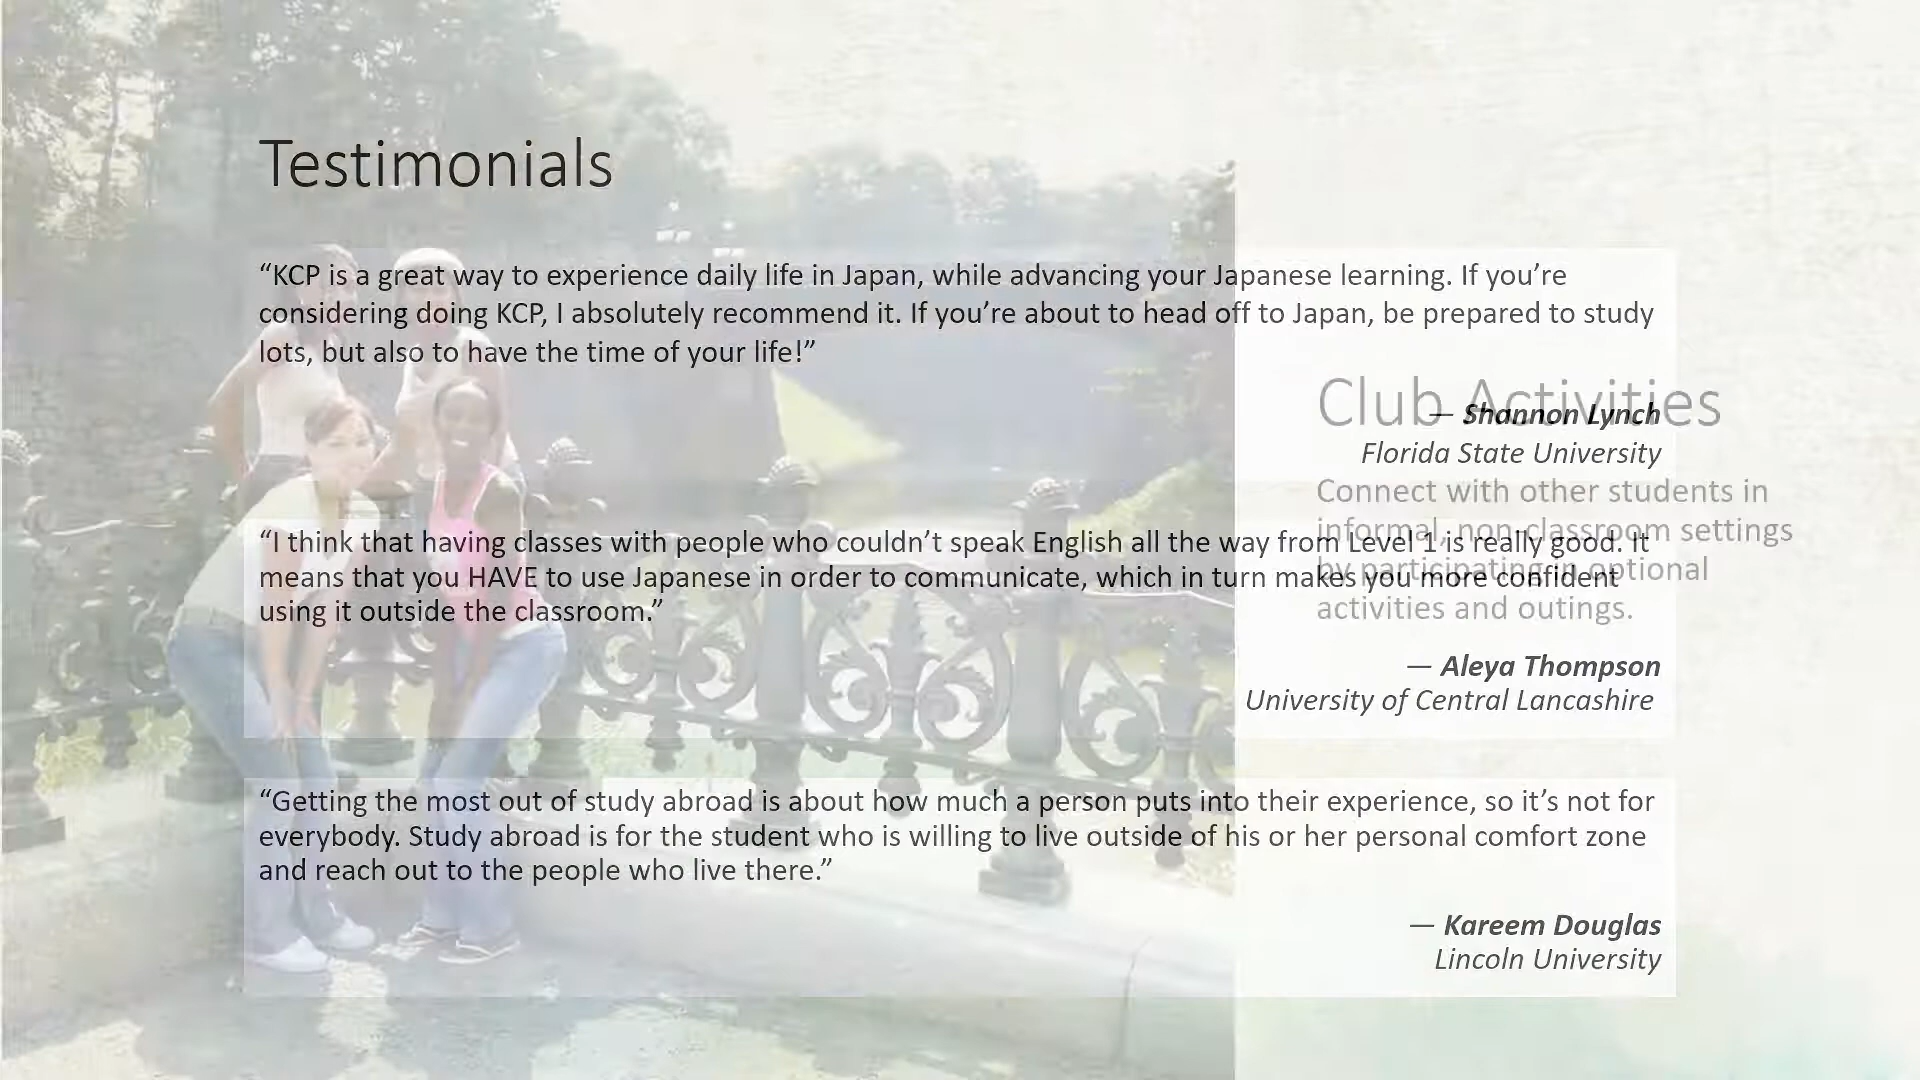 Testimonials
“KCP is a great way to experience daily life in Japan, while advancing your Japanese learning. If you’re
considering doing KCP, I absolutely recommend it. If you’re about to head off to Japan, be prepared to study
lots, but also to have the time of your life!”
— Shannon Lynch
Florida State University
“I think that having classes with people who couldn’t speak English all the way from Level 1 is really good. It
means that you HAVE to use Japanese in order to communicate, which in turn makes you more confident
using it outside the classroom.”
— Aleya Thompson
University of Central Lancashire
“Getting the most out of study abroad is about how much a person puts into their experience, so it’s not for
everybody. Study abroad is for the student who is willing to live outside of his or her personal comfort zone
and reach out to the people who live there.”
— Kareem Douglas
Lincoln University
Club Activities
Connect with other students in
informal, non-classroom settings
by participating in optional
activities and outings.